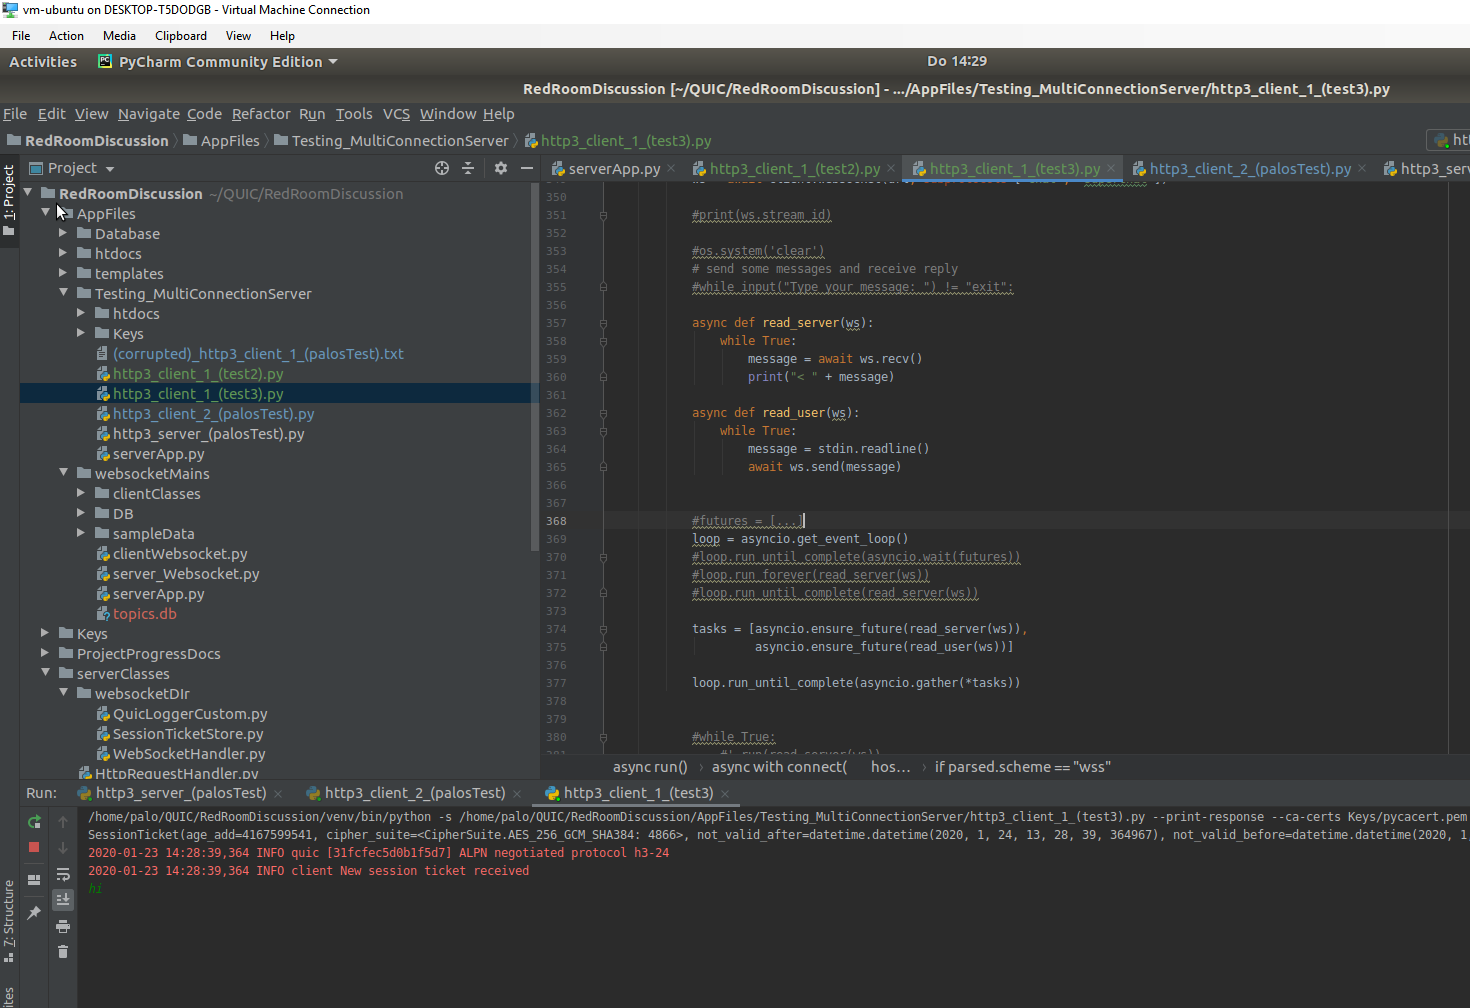 vm-ubuntu on DESKTOP-T5DODGB - Virtual Machine Connection
File Action Media Clipboard View Help
Activities PyCharm Community Edition Do 14:29
RedRoomDiscussion [~/QUIC/RedRoomDiscussion] - .../AppFiles/Testing_MultiConnectionServer/http3_client_1_(test3).py
File Edit View Navigate Code Refactor Run Tools VCS Window Help
RedRoomDiscussion AppFiles Testing_MultiConnectionServer http3_client_1_(test3).py htt
1: Project
Project
serverApp.py http3_client_1_(test2).py http3_client_1_(test3).py http3_client_2_(palosTest).py http3_serv
RedRoomDiscussion ~/QUIC/RedRoomDiscussion
AppFiles
Database
htdocs
templates
Testing_MultiConnectionServer
htdocs
Keys
(corrupted)_http3_client_1_(palosTest).txt
http3_client_1_(test2).py
http3_client_1_(test3).py
http3_client_2_(palosTest).py
http3_server_(palosTest).py
serverApp.py
websocketMains
clientClasses
DB
sampleData
clientWebsocket.py
server_Websocket.py
serverApp.py
topics.db
Keys
ProjectProgressDocs
serverClasses
websocketDIr
QuicLoggerCustom.py
SessionTicketStore.py
WebSocketHandler.py
HttpRequestHandler.py
350
351 #print(ws.stream_id)
352
353 #os.system('clear')
354 # send some messages and receive reply
355 #while input("Type your message: ") != "exit":
356
357 async def read_server(ws):
358 while True:
359 message = await ws.recv()
360 print("< " + message)
361
362 async def read_user(ws):
363 while True:
364 message = stdin.readline()
365 await ws.send(message)
366
367
368 #futures = [...]
369 loop = asyncio.get_event_loop()
370 #loop.run_until_complete(asyncio.wait(futures))
371 #loop.run_forever(read_server(ws))
372 #loop.run_until_complete(read_server(ws))
373
374 tasks = [asyncio.ensure_future(read_server(ws)),
375 asyncio.ensure_future(read_user(ws))]
376
377 loop.run_until_complete(asyncio.gather(*tasks))
378
379
380 #while True:
async run() async with connect( hos... if parsed.scheme == "wss"
Run: http3_server_(palosTest) http3_client_2_(palosTest) http3_client_1_(test3)
/home/palo/QUIC/RedRoomDiscussion/venv/bin/python -s /home/palo/QUIC/RedRoomDiscussion/AppFiles/Testing_MultiConnectionServer/http3_client_1_(test3).py --print-response --ca-certs Keys/pycacert.pem
SessionTicket(age_add=4167599541, cipher_suite=<CipherSuite.AES_256_GCM_SHA384: 4866>, not_valid_after=datetime.datetime(2020, 1, 24, 13, 28, 39, 364967), not_valid_before=datetime.datetime(2020, 1
2020-01-23 14:28:39,364 INFO quic [31fcfec5d0b1f5d7] ALPN negotiated protocol h3-24
2020-01-23 14:28:39,364 INFO client New session ticket received
hi
7: Structure